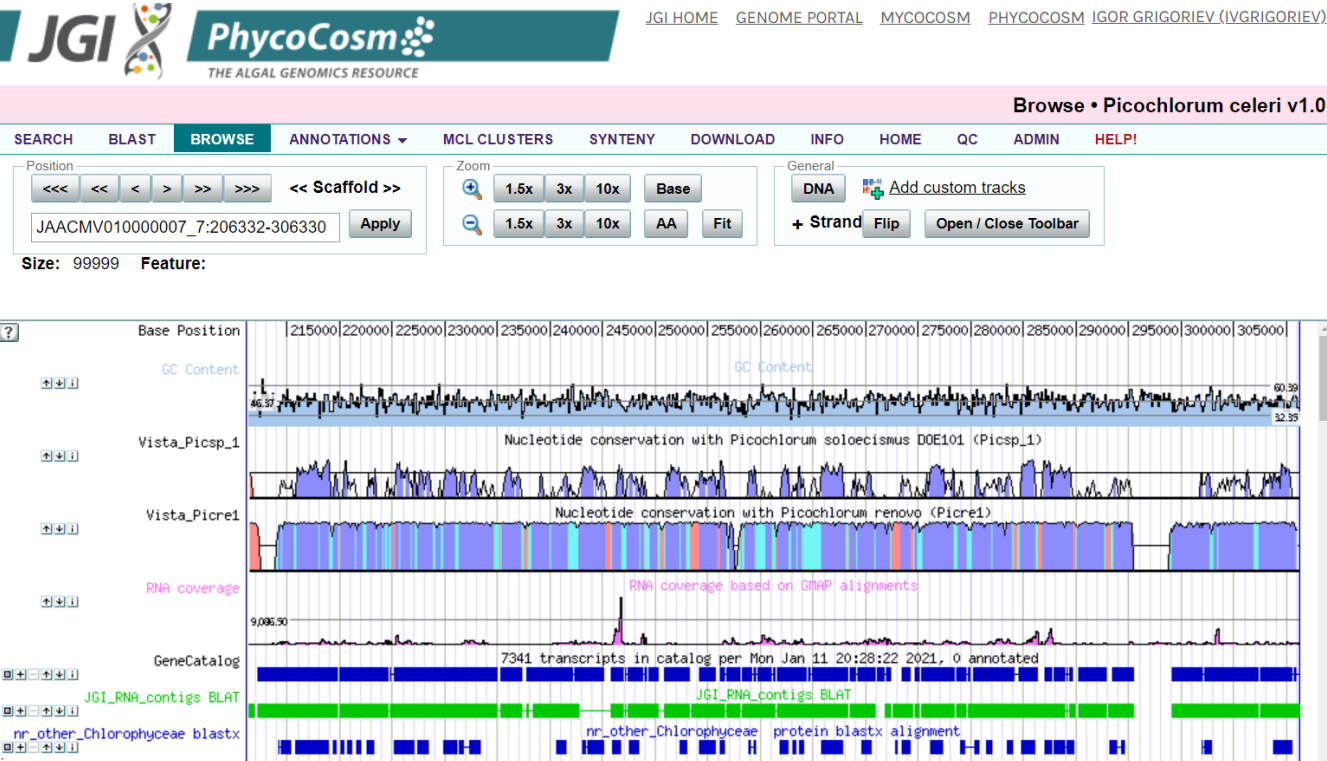 JGI PhycoCosm
THE ALGAL GENOMICS RESOURCE
JGI HOME GENOME PORTAL MYCOCOSM PHYCOCOSM IGOR GRIGORIEV (IVGRIGORIEV)
Browse • Picochlorum celeri v1.0
SEARCH BLAST BROWSE ANNOTATIONS MCL CLUSTERS SYNTENY DOWNLOAD INFO HOME QC ADMIN HELP!
Position Zoom General
<<< << < > >> >>> << Scaffold >> 1.5x 3x 10x Base DNA Add custom tracks
JAACMV010000007_7:206332-306330 Apply 1.5x 3x 10x AA Fit + Strand Flip Open / Close Toolbar
Size: 99999 Feature:
? Base Position 215000 220000 225000 230000 235000 240000 245000 250000 255000 260000 265000 270000 275000 280000 285000 290000 295000 300000 305000
GC Content GC Content
60.39
46.37
32.35
Vista_Picsp_1 Nucleotide conservation with Picochlorum soloecismus DOE101 (Picsp_1)
Vista_Picre1 Nucleotide conservation with Picochlorum renovo (Picre1)
RNA coverage RNA coverage based on GMAP alignments
GeneCatalog 7341 transcripts in catalog per Mon Jan 11 20:28:22 2021, 0 annotated
JGI_RNA_contigs BLAT JGI_RNA_contigs BLAT
nr_other_Chlorophyceae blastx nr_other_Chlorophyceae protein blastx alignment